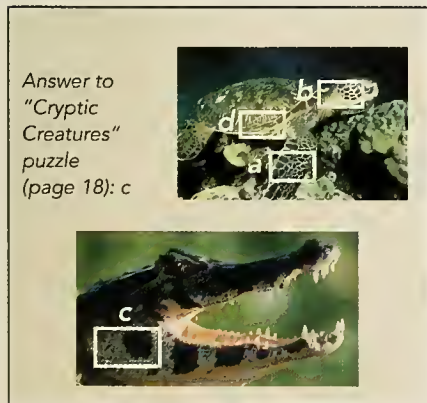 Answer to
"Cryptic
Creatures"
puzzle
(page 18): c
b
d
a
c